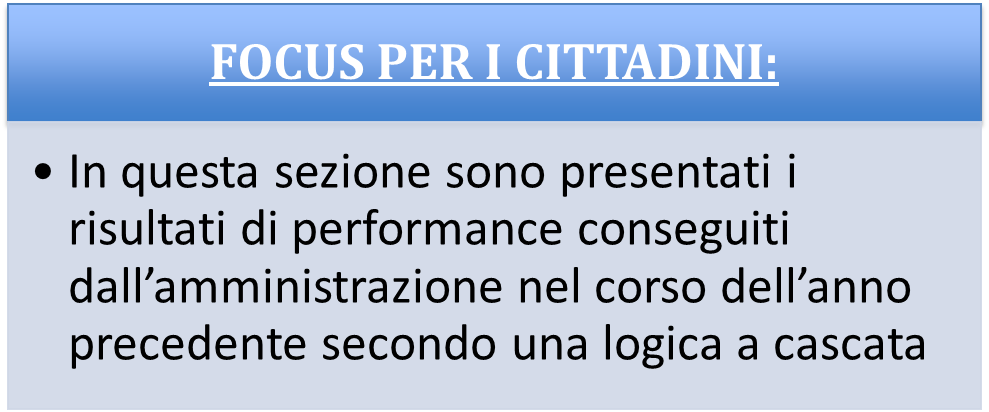 FOCUS PER I CITTADINI:
• In questa sezione sono presentati i
risultati di performance conseguiti
dall’amministrazione nel corso dell’anno
precedente secondo una logica a cascata